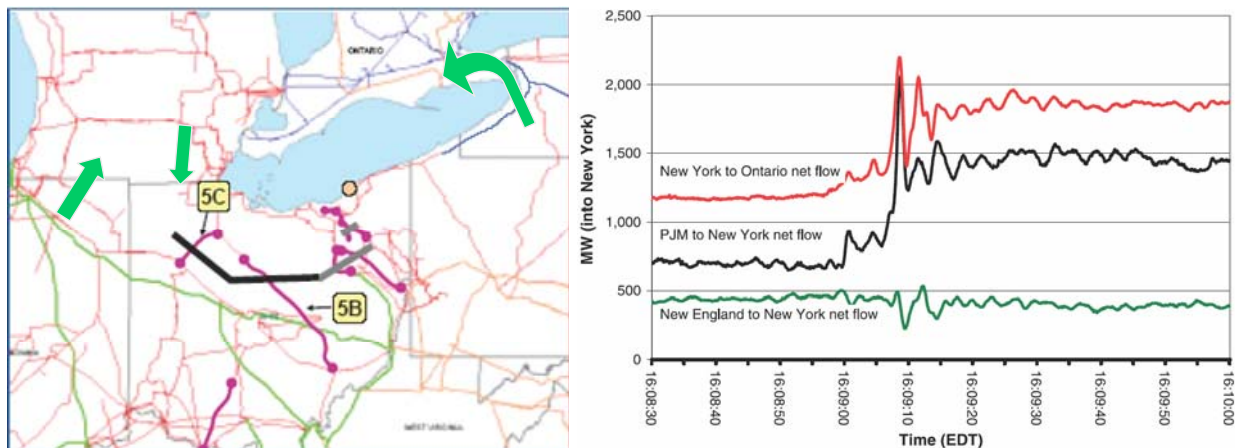 ONTARIO
5C
5B
WEST VIRGINIA
2,500
2,000
1,500
1,000
500
0
MW (into New York)
New York to Ontario net flow
PJM to New York net flow
New England to New York net flow
16:08:30
16:08:40
16:08:50
16:09:00
16:09:10
16:09:20
16:09:30
16:09:40
16:09:50
16:10:00
Time (EDT)